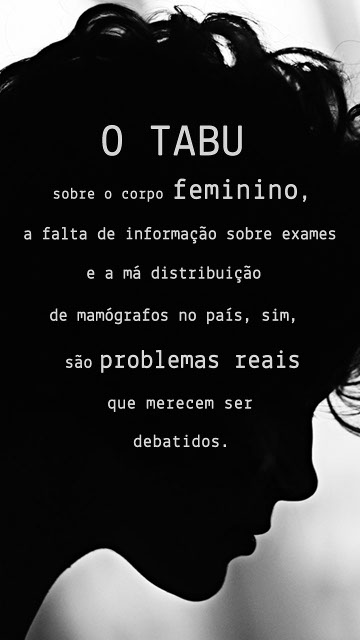 O TABU
sobre o corpo feminino,
a falta de informação sobre exames
e a má distribuição
de mamógrafos no país, sim,
são problemas reais
que merecem ser
debatidos.